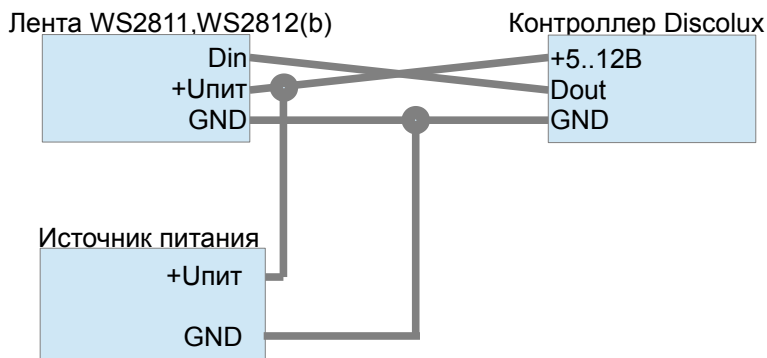 Лента WS2811,WS2812(b)
Din
+Uпит
GND
Контроллер Discolux
+5..12В
Dout
GND
Источник питания
+Uпит
GND